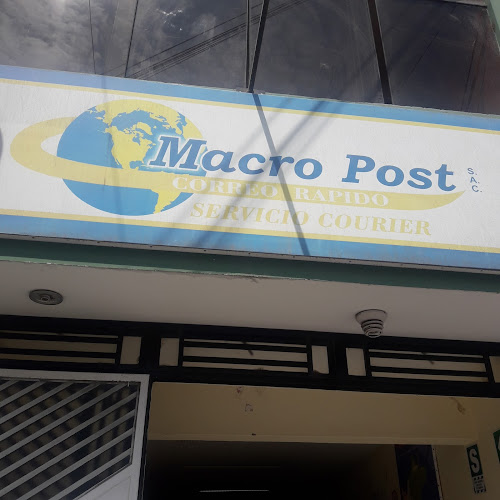 Macro Post S.A.C.
CORREO RAPIDO
SERVICIO COURIER